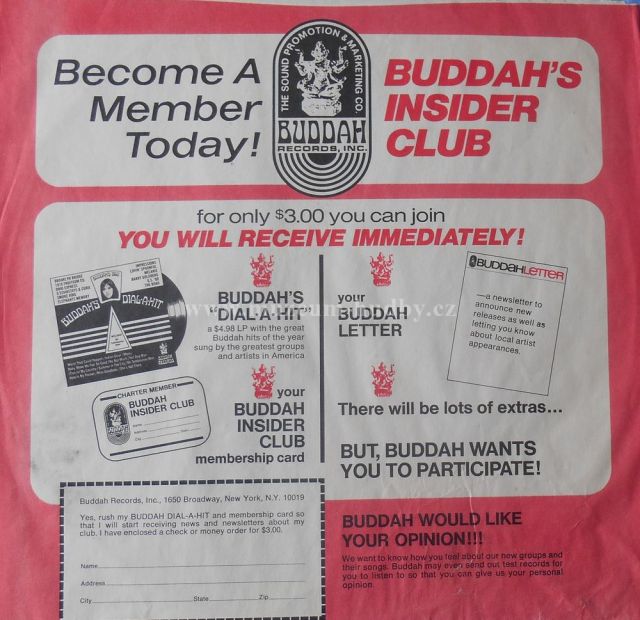 Become A
Member
Today!
THE SOUND PROMOTION & MARKETING CO.
BUDDAH
RECORDS, INC.
BUDDAH'S
INSIDER
CLUB
for only $3.00 you can join
YOU WILL RECEIVE IMMEDIATELY!
BUDDAH'S
DIAL-A-HIT
BUDDAH'S
"DIAL-A-HIT"
a $4.98 LP with the great
Buddah hits of the year
sung by the greatest groups
and artists in America
CHARTER MEMBER
BUDDAH
INSIDER CLUB
Name
Address
City
your
BUDDAH
INSIDER
CLUB
membership card
your
BUDDAH
LETTER
BUDDAHLETTER
—a newsletter to
announce new
releases as well as
letting you know
about local artist
appearances.
There will be lots of extras...
BUT, BUDDAH WANTS
YOU TO PARTICIPATE!
Buddah Records, Inc., 1650 Broadway, New York, N.Y. 10019
Yes, rush my BUDDAH DIAL-A-HIT and membership card so
that I will start receiving news and newsletters about my
club. I have enclosed a check or money order for $3.00.
Name
Address
City State Zip
BUDDAH WOULD LIKE
YOUR OPINION!!!
We want to know how you feel about our new groups and
their songs. Buddah may even send out test records for
you to listen to so that you can give us your personal
opinion.